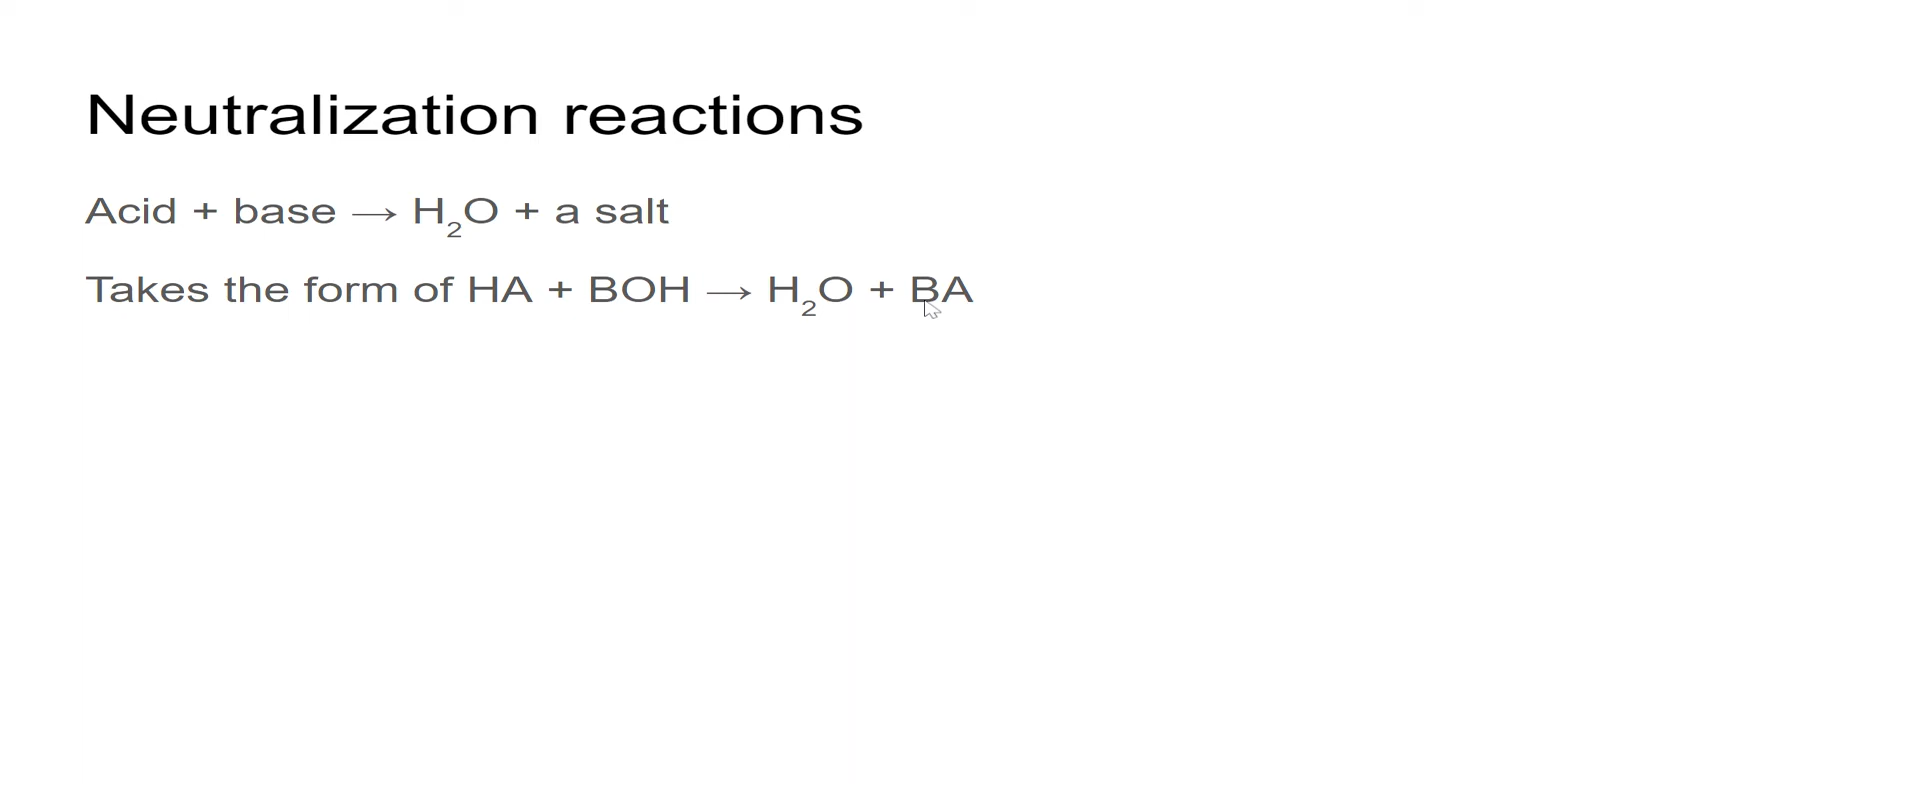 Neutralization reactions
Acid + base → H₂O + a salt
Takes the form of HA + BOH → H₂O + BA